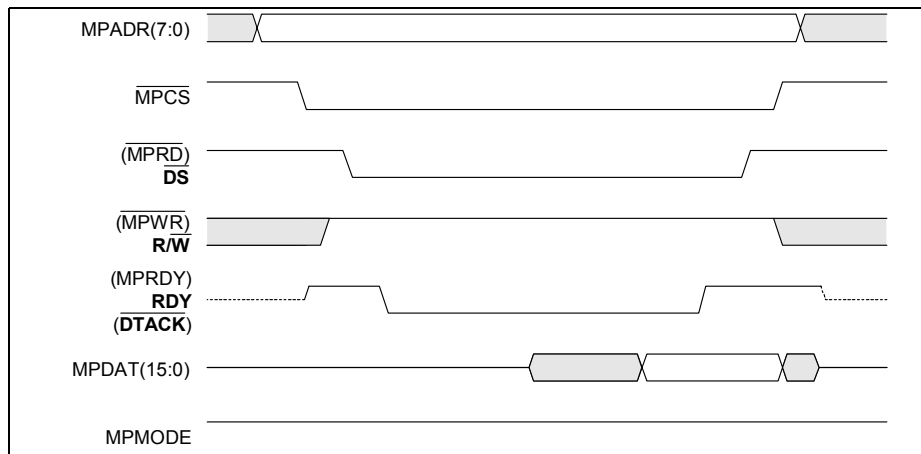 MPADR(7:0)
MPCS
(MPRD)
DS
(MPWR)
R/W
(MPRDY)
RDY
(DTACK)
MPDAT(15:0)
MPMODE